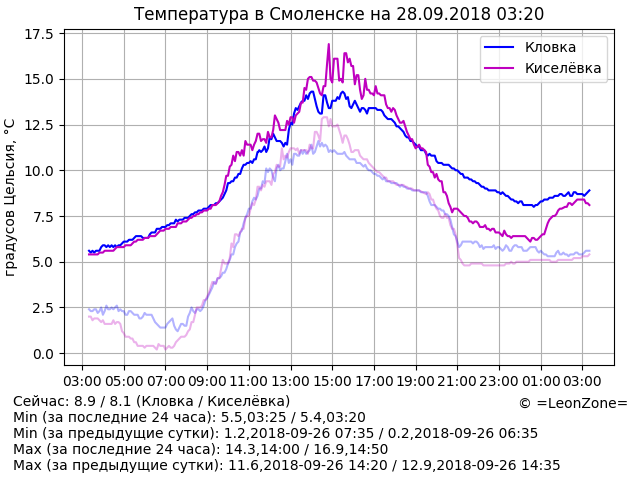 Температура в Смоленске на 28.09.2018 03:20
градусов Цельсия, °C
17.5
15.0
12.5
10.0
7.5
5.0
2.5
0.0
Кловка
Киселёвка
03:00 05:00 07:00 09:00 11:00 13:00 15:00 17:00 19:00 21:00 23:00 01:00 03:00
Сейчас: 8.9 / 8.1 (Кловка / Киселёвка)
© =LeonZone=
Min (за последние 24 часа): 5.5,03:25 / 5.4,03:20
Min (за предыдущие сутки): 1.2,2018-09-26 07:35 / 0.2,2018-09-26 06:35
Max (за последние 24 часа): 14.3,14:00 / 16.9,14:50
Max (за предыдущие сутки): 11.6,2018-09-26 14:20 / 12.9,2018-09-26 14:35